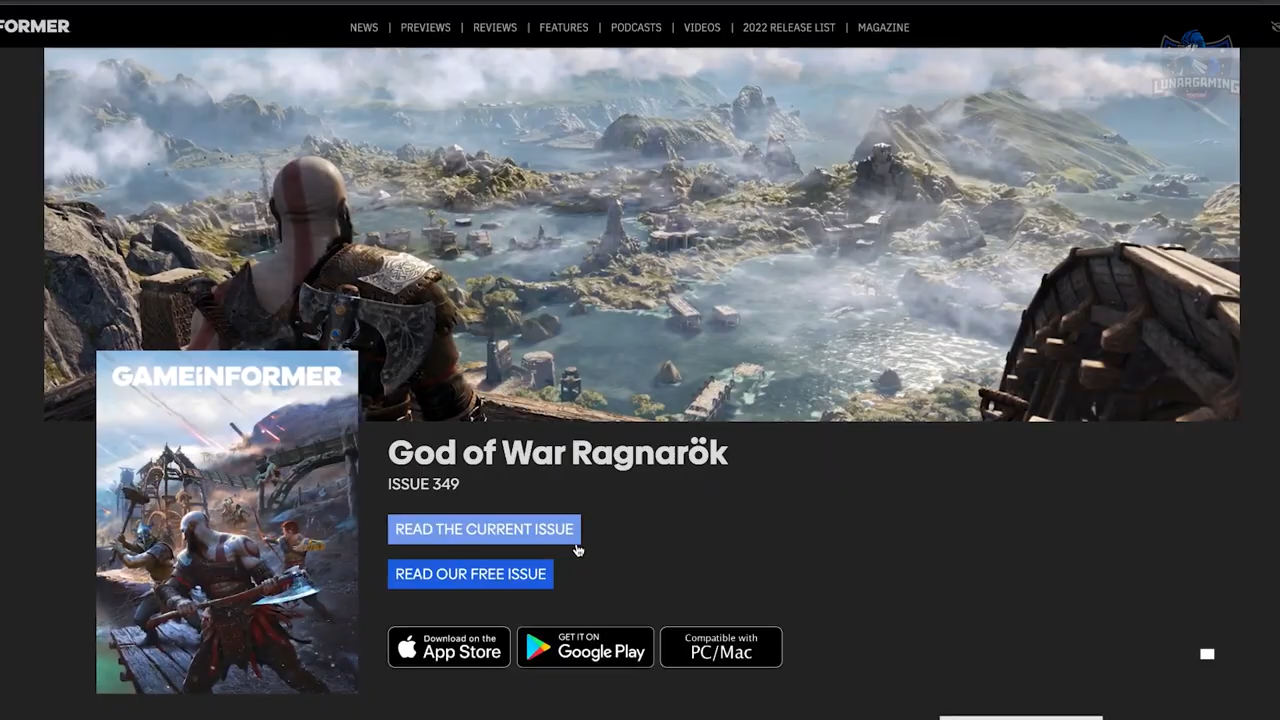 FORMER
NEWS | PREVIEWS | REVIEWS | FEATURES | PODCASTS | VIDEOS | 2022 RELEASE LIST | MAGAZINE
LUNARGAMING
GAMEiNFORMER
God of War Ragnarök
ISSUE 349
READ THE CURRENT ISSUE
READ OUR FREE ISSUE
Download on the
App Store
GET IT ON
Google Play
Compatible with
PC/Mac